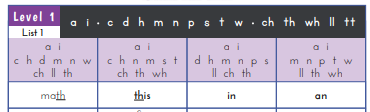 Level 1 a i · c d h m n p s t w · ch th wh ll tt
List 1
a i a i a i a i
c h d m n w c h n m s t d h m n p s m n p t w
ch ll th ch th wh ll ch th ll th wh
math this in an